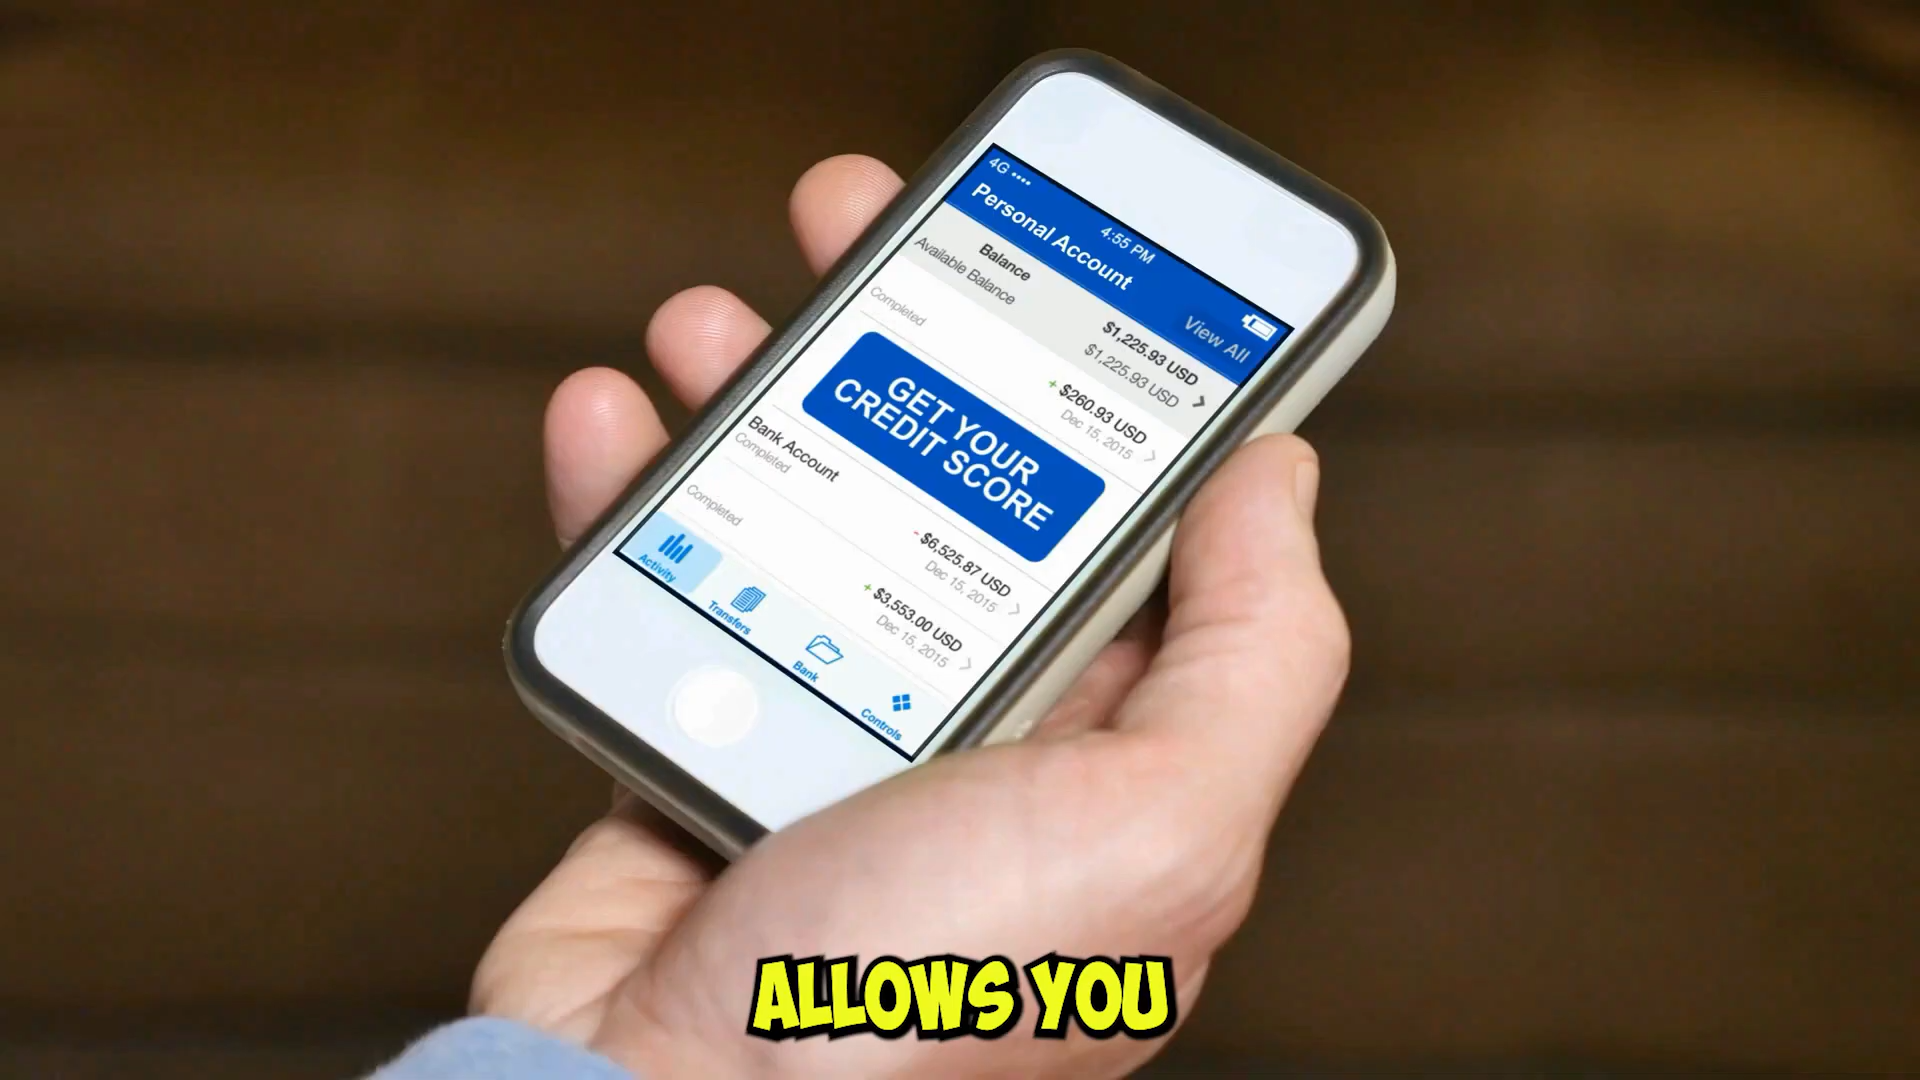 4G ••••
4:55 PM
Personal Account
View All
Balance
$1,225.93 USD
Available Balance
$1,225.93 USD
Completed
+ $260.93 USD
Dec 15, 2015
GET YOUR
CREDIT SCORE
Bank Account
- $6,525.87 USD
Completed
Dec 15, 2015
+ $3,553.00 USD
Completed
Dec 15, 2015
Activity
Transfers
Bank
Controls
ALLOWS YOU